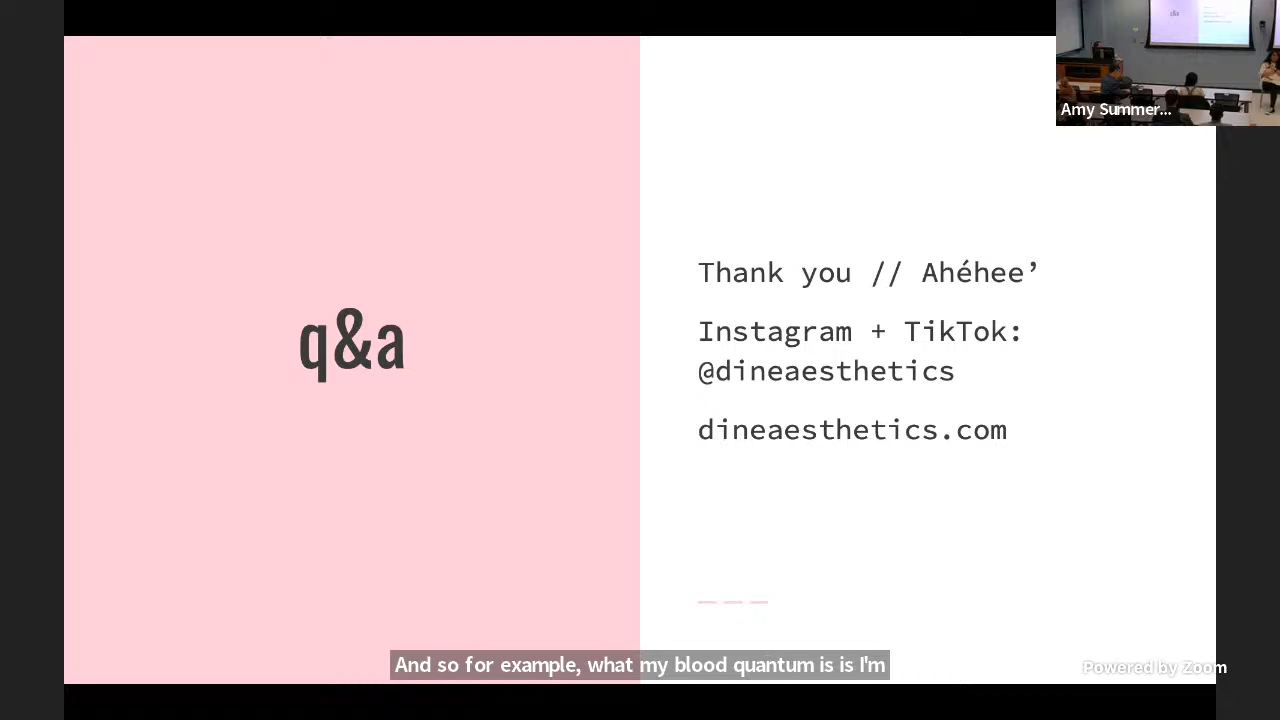 q&a
Thank you // Ahéhee’
Instagram + TikTok:
@dineaesthetics
dineaesthetics.com
Amy Summer...
And so for example, what my blood quantum is is I'm
Powered by Zoom